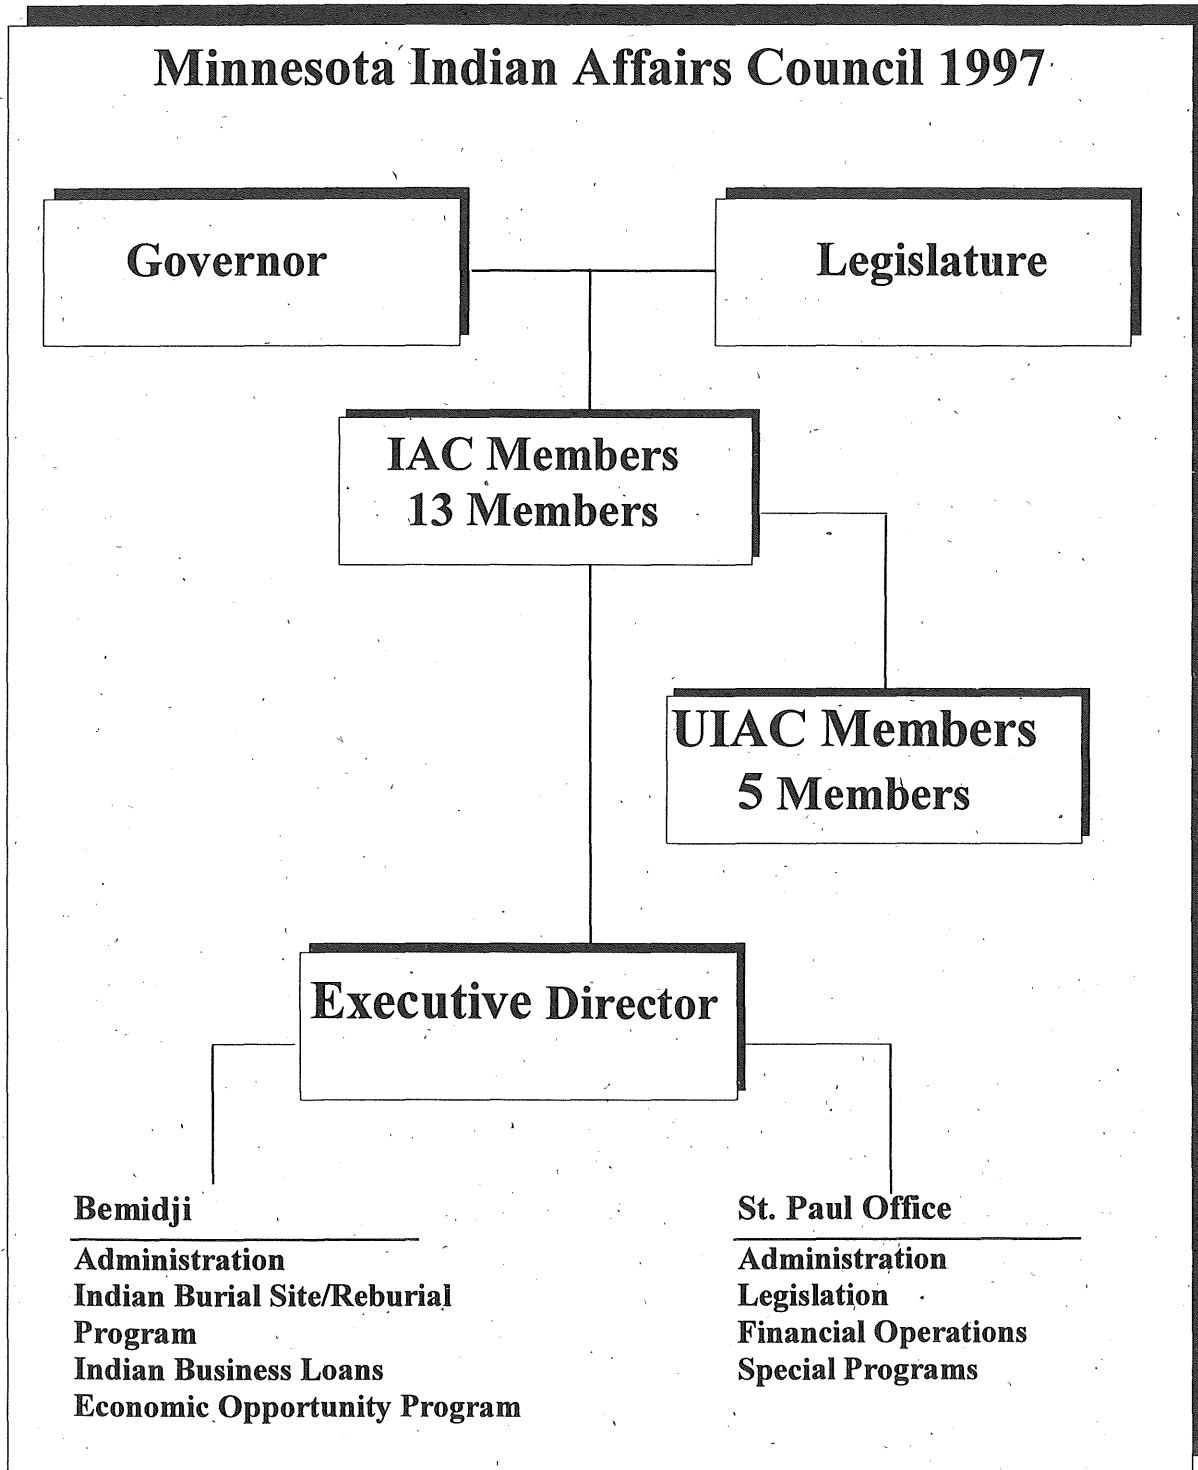 Minnesota Indian Affairs Council 1997
Governor
Legislature
IAC Members
13 Members
UIAC Members
5 Members
Executive Director
Bemidji
Administration
Indian Burial Site/Reburial
Program
Indian Business Loans
Economic Opportunity Program
St. Paul Office
Administration
Legislation
Financial Operations
Special Programs